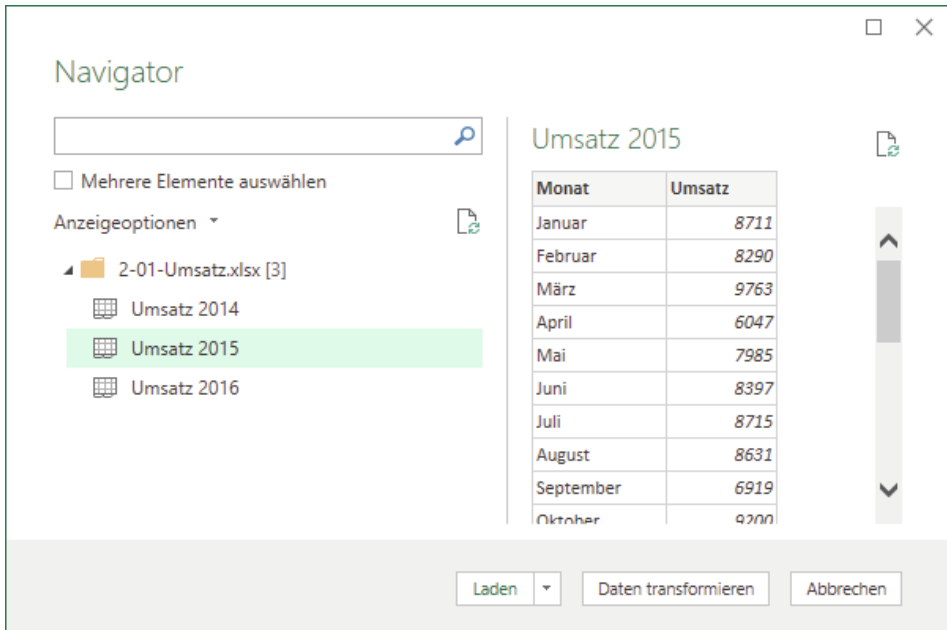 Navigator
Mehrere Elemente auswählen
Anzeigeoptionen
2-01-Umsatz.xlsx [3]
Umsatz 2014
Umsatz 2015
Umsatz 2016
Umsatz 2015
Monat Umsatz
Januar 8711
Februar 8290
März 9763
April 6047
Mai 7985
Juni 8397
Juli 8715
August 8631
September 6919
Oktober 9200
Laden
Daten transformieren
Abbrechen